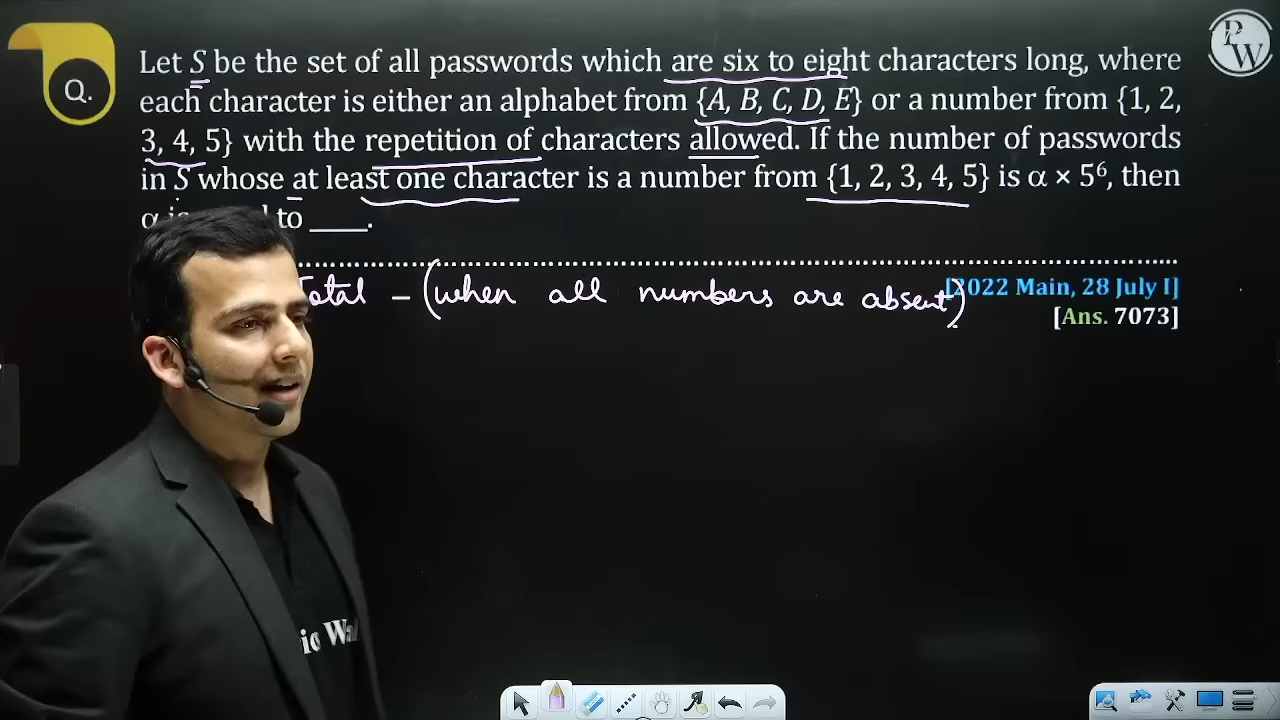 Q.
Let S be the set of all passwords which are six to eight characters long, where
each character is either an alphabet from {A, B, C, D, E} or a number from {1, 2,
3, 4, 5} with the repetition of characters allowed. If the number of passwords
in S whose at least one character is a number from {1, 2, 3, 4, 5} is α × 5⁶, then
α is to ____.
Total – (when all numbers are absent)
[2022 Main, 28 July I]
[Ans. 7073]
PW